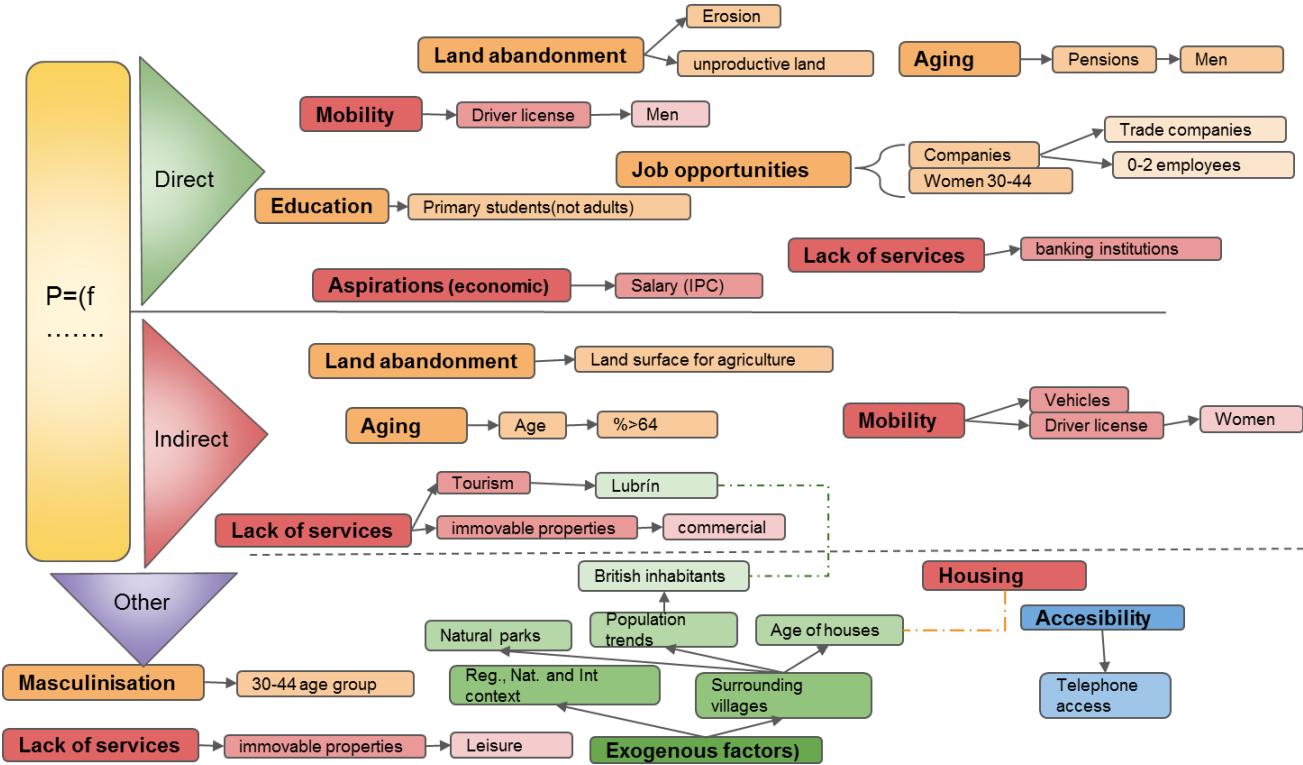 Erosion
Land abandonment
unproductive land
Aging
Pensions
Men
Mobility
Driver license
Men
Trade companies
Job opportunities
Companies
0-2 employees
Women 30-44
Direct
Education
Primary students(not adults)
Lack of services
banking institutions
Aspirations (economic)
Salary (IPC)
P=(f
.......
Land abandonment
Land surface for agriculture
Aging
Age
%>64
Mobility
Vehicles
Driver license
Women
Indirect
Tourism
Lubrín
Lack of services
immovable properties
commercial
British inhabitants
Housing
Other
Natural parks
Population
trends
Age of houses
Accesibility
Masculinisation
30-44 age group
Reg., Nat. and Int
context
Surrounding
villages
Telephone
access
Lack of services
immovable properties
Leisure
Exogenous factors)